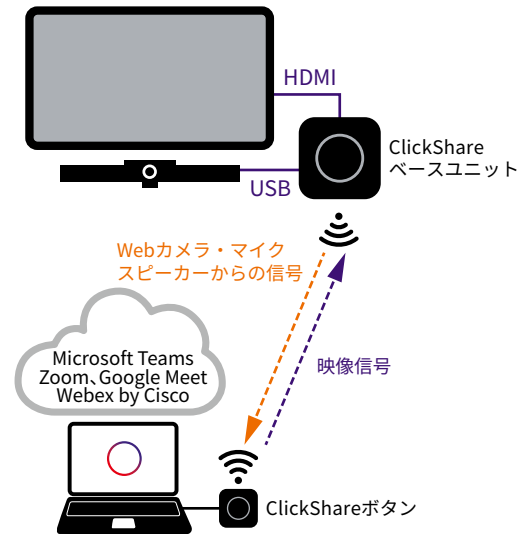 HDMI
ClickShare
ベースユニット
USB
Webカメラ・マイク
スピーカーからの信号
映像信号
Microsoft Teams
Zoom、Google Meet
Webex by Cisco
ClickShareボタン